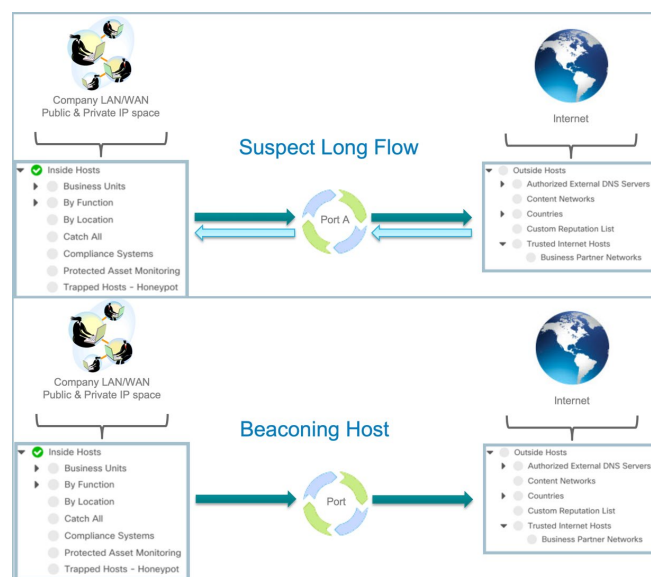 Company LAN/WAN
Public & Private IP space
Internet
Suspect Long Flow
Inside Hosts
Business Units
By Function
By Location
Catch All
Compliance Systems
Protected Asset Monitoring
Trapped Hosts - Honeypot
Port A
Outside Hosts
Authorized External DNS Servers
Content Networks
Countries
Custom Reputation List
Trusted Internet Hosts
Business Partner Networks
Company LAN/WAN
Public & Private IP space
Internet
Beaconing Host
Inside Hosts
Business Units
By Function
By Location
Catch All
Compliance Systems
Protected Asset Monitoring
Trapped Hosts - Honeypot
Port
Outside Hosts
Authorized External DNS Servers
Content Networks
Countries
Custom Reputation List
Trusted Internet Hosts
Business Partner Networks